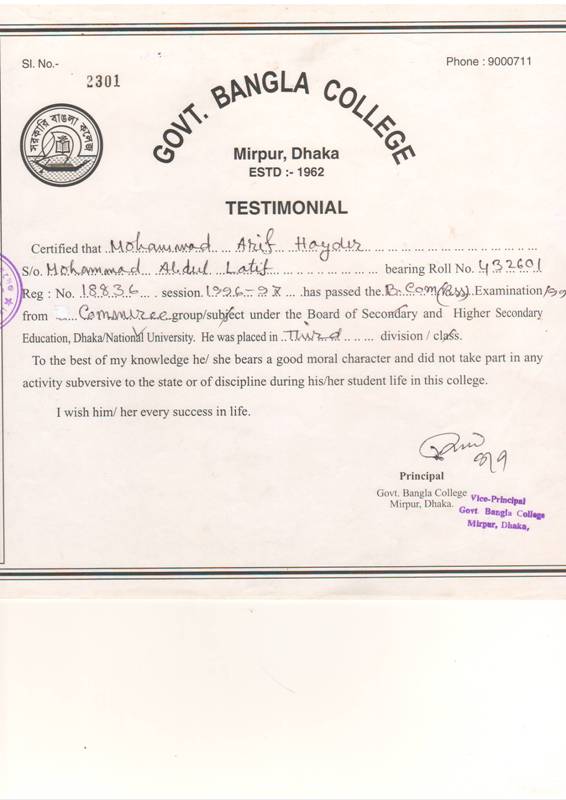 Sl. No.- 2301
Phone : 9000711
GOVT. BANGLA COLLEGE
সরকারি বাঙলা কলেজ
Mirpur, Dhaka
ESTD :- 1962
TESTIMONIAL
Certified that Mohammad Arif Hayder
S/o. Mohammad Abdul Latif bearing Roll No. 432601
Reg : No. 18836 session 1996-97 has passed the B. Com (Pass) Examination
from Commerce group/subject under the Board of Secondary and Higher Secondary
Education, Dhaka/National University. He was placed in Third division / class.
To the best of my knowledge he/ she bears a good moral character and did not take part in any
activity subversive to the state or of discipline during his/her student life in this college.
I wish him/ her every success in life.
Principal
Govt. Bangla College
Mirpur, Dhaka.
Vice-Principal
Govt Bangla College
Mirpur, Dhaka,